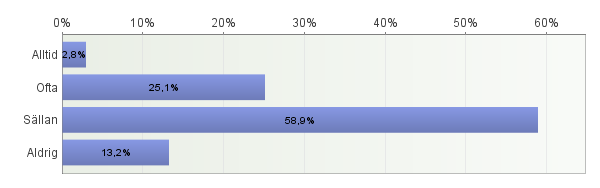 0% 10% 20% 30% 40% 50% 60%
Alltid 2,8%
Ofta 25,1%
Sällan 58,9%
Aldrig 13,2%